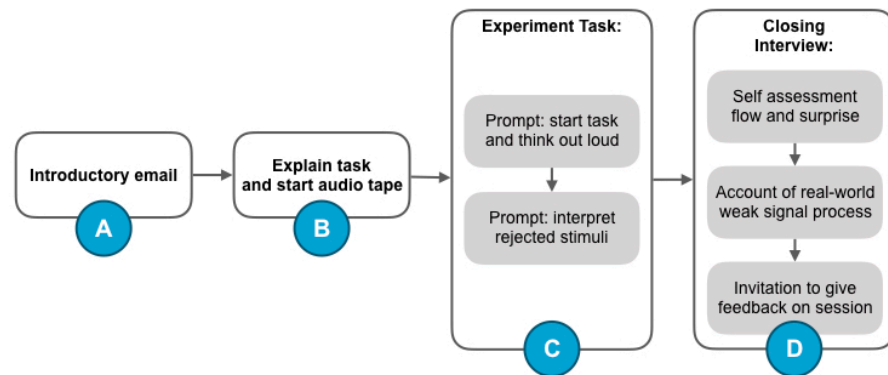 Introductory email
A
Explain task
and start audio tape
B
Experiment Task:
Prompt: start task
and think out loud
Prompt: interpret
rejected stimuli
C
Closing
Interview:
Self assessment
flow and surprise
Account of real-world
weak signal process
Invitation to give
feedback on session
D